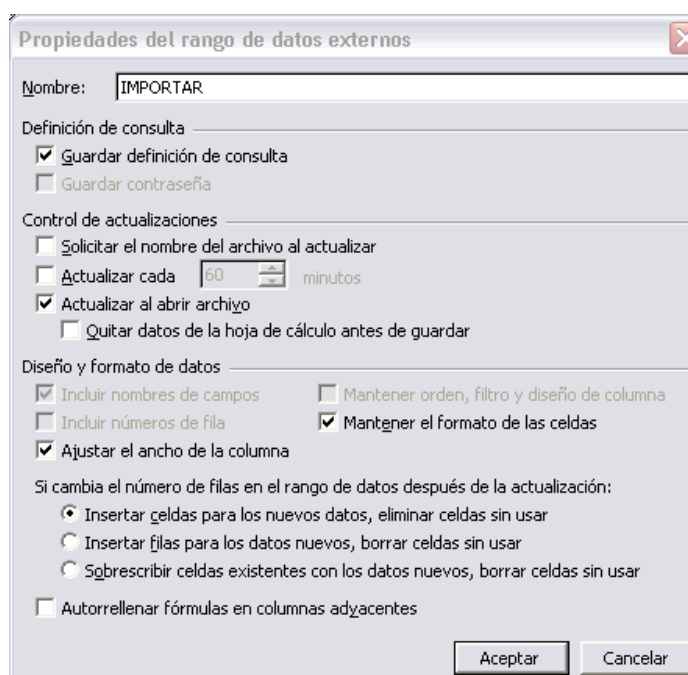 Propiedades del rango de datos externos
Nombre: IMPORTAR
Definición de consulta
Guardar definición de consulta
Guardar contraseña
Control de actualizaciones
Solicitar el nombre del archivo al actualizar
Actualizar cada 60 minutos
Actualizar al abrir archivo
Quitar datos de la hoja de cálculo antes de guardar
Diseño y formato de datos
Incluir nombres de campos Mantener orden, filtro y diseño de columna
Incluir números de fila Mantener el formato de las celdas
Ajustar el ancho de la columna
Si cambia el número de filas en el rango de datos después de la actualización:
Insertar celdas para los nuevos datos, eliminar celdas sin usar
Insertar filas para los datos nuevos, borrar celdas sin usar
Sobrescribir celdas existentes con los datos nuevos, borrar celdas sin usar
Autorrellenar fórmulas en columnas adyacentes
Aceptar Cancelar